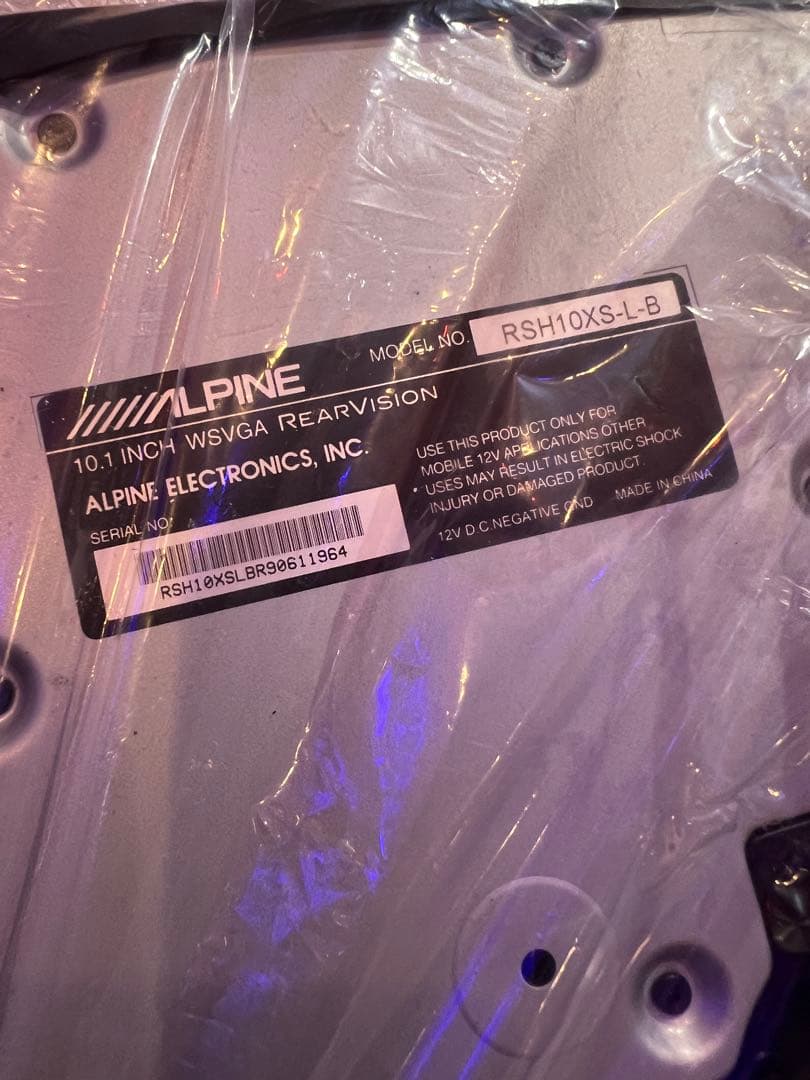 MODEL NO. RSH10XS-L-B
ALPINE
10.1 INCH WSVGA REARVISION
ALPINE ELECTRONICS, INC.
USE THIS PRODUCT ONLY FOR
MOBILE 12V APPLICATIONS OTHER
USES MAY RESULT IN ELECTRIC SHOCK
INJURY OR DAMAGED PRODUCT.
SERIAL NO:
RSH10XSLBR90611964
12V D C.NEGATIVE GND MADE IN CHINA